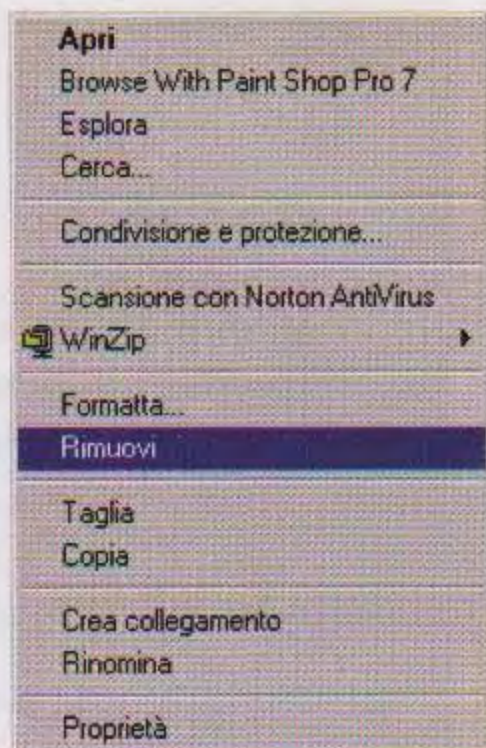 Apri
Browse With Paint Shop Pro 7
Esplora
Cerca...
Condivisione e protezione...
Scansione con Norton AntiVirus
WinZip
Formatta...
Rimuovi
Taglia
Copia
Crea collegamento
Rinomina
Proprietà